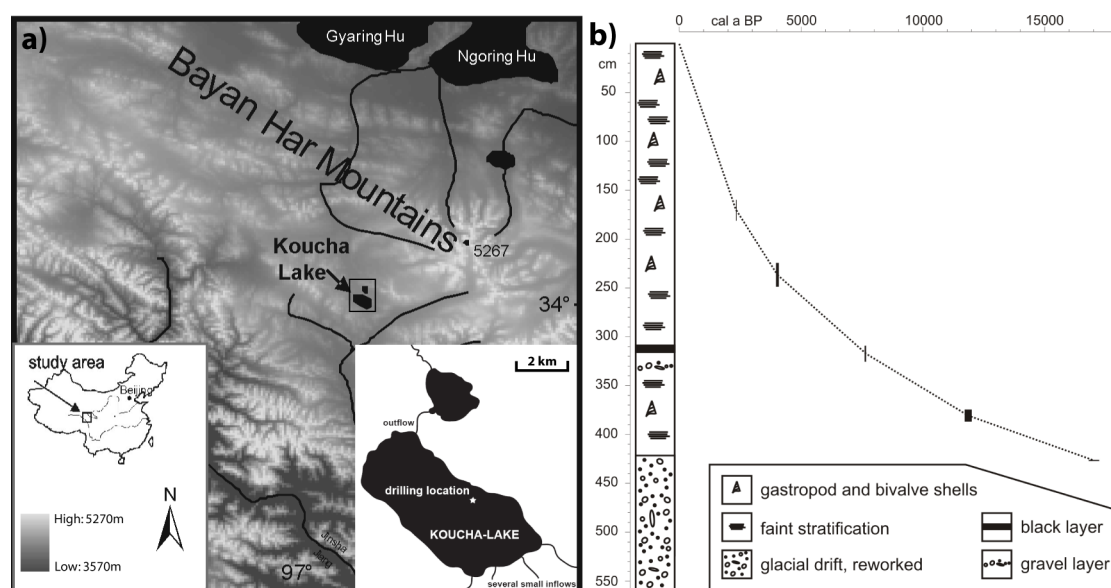 a)
Gyaring Hu
Ngoring Hu
Bayan Har Mountains
5267
Koucha
Lake
34°
study area
Beijing
N
High: 5270m
Low: 3570m
97°
Jinsha
Jiang
2 km
outflow
drilling location
KOUCHA-LAKE
several small inflows
b)
0 cal a BP 5000 10000 15000
cm
50
100
150
200
250
300
350
400
450
500
550
gastropod and bivalve shells
faint stratification
glacial drift, reworked
black layer
gravel layer